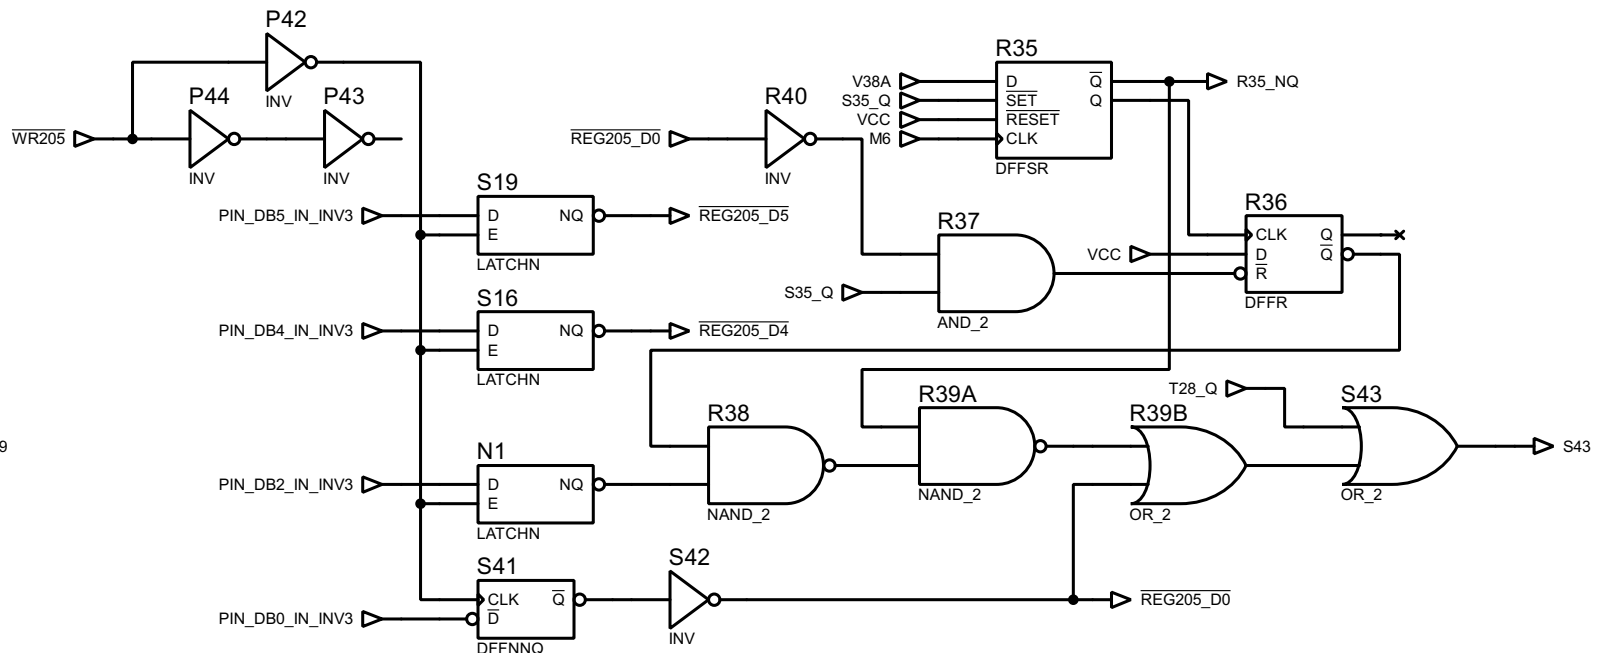 P42
INV
P44
INV
P43
INV
WR205
PIN_DB5_IN_INV3
S19
D
E
NQ
LATCHN
REG205_D5
PIN_DB4_IN_INV3
S16
D
E
NQ
LATCHN
REG205_D4
9
PIN_DB2_IN_INV3
N1
D
E
NQ
LATCHN
PIN_DB0_IN_INV3
S41
CLK
D
Q
DFFNNQ
S42
INV
REG205_D0
REG205_D0
R40
INV
V38A
S35_Q
VCC
M6
R35
D
SET
RESET
CLK
Q
Q
DFFSR
R35_NQ
S35_Q
R37
AND_2
VCC
R36
CLK
D
R
Q
Q
DFFR
R38
NAND_2
R39A
NAND_2
R39B
OR_2
T28_Q
S43
OR_2
S43